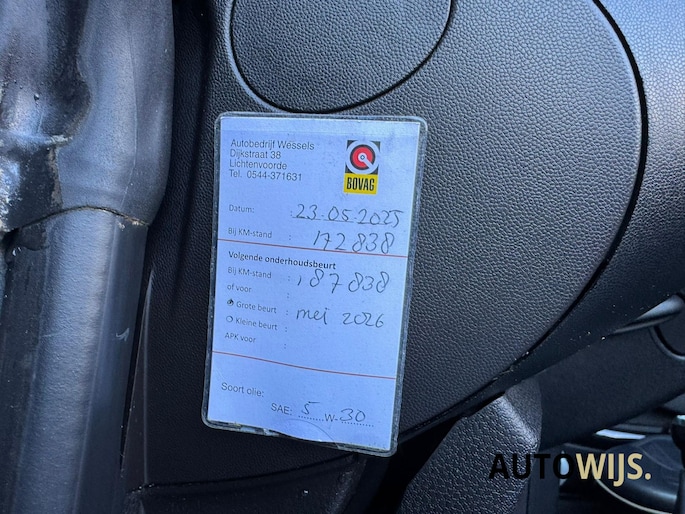 Autobedrijf Wessels
Dijkstraat 38
Lichtenvoorde
Tel. 0544-371631
BOVAG
Datum: :23-05-2025
Bij KM-stand : 172838
Volgende onderhoudsbeurt
Bij KM-stand : 187838
of voor :
Grote beurt : mei 2026
Kleine beurt :
APK voor :
Soort olie:
SAE: 5 W- 30
AUTOWIJS.